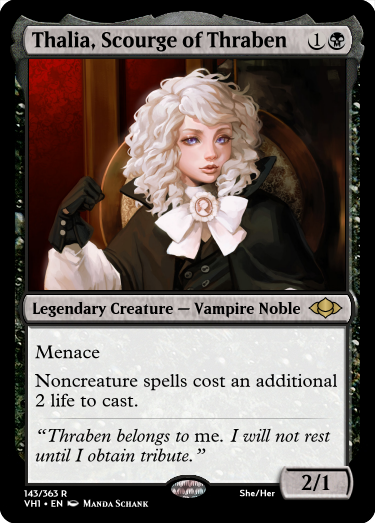 Thalia, Scourge of Thraben 1
Legendary Creature — Vampire Noble
Menace
Noncreature spells cost an additional
2 life to cast.
“Thraben belongs to me. I will not rest
until I obtain tribute.”
2/1
143/363 R
She/Her
VH1 • EN Manda Schank